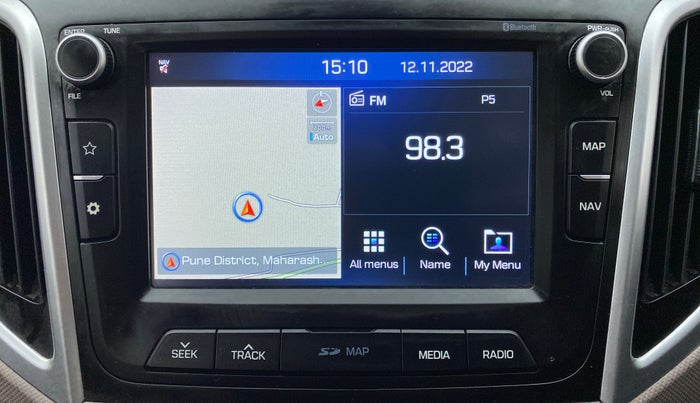 ENTER TUNE
Bluetooth
PWR PUSH
FILE
VOL
NAV
15:10
12.11.2022
Auto
FM
P5
98.3
Pune District, Maharash...
All menus
Name
My Menu
MAP
NAV
SEEK
TRACK
SD MAP
MEDIA
RADIO